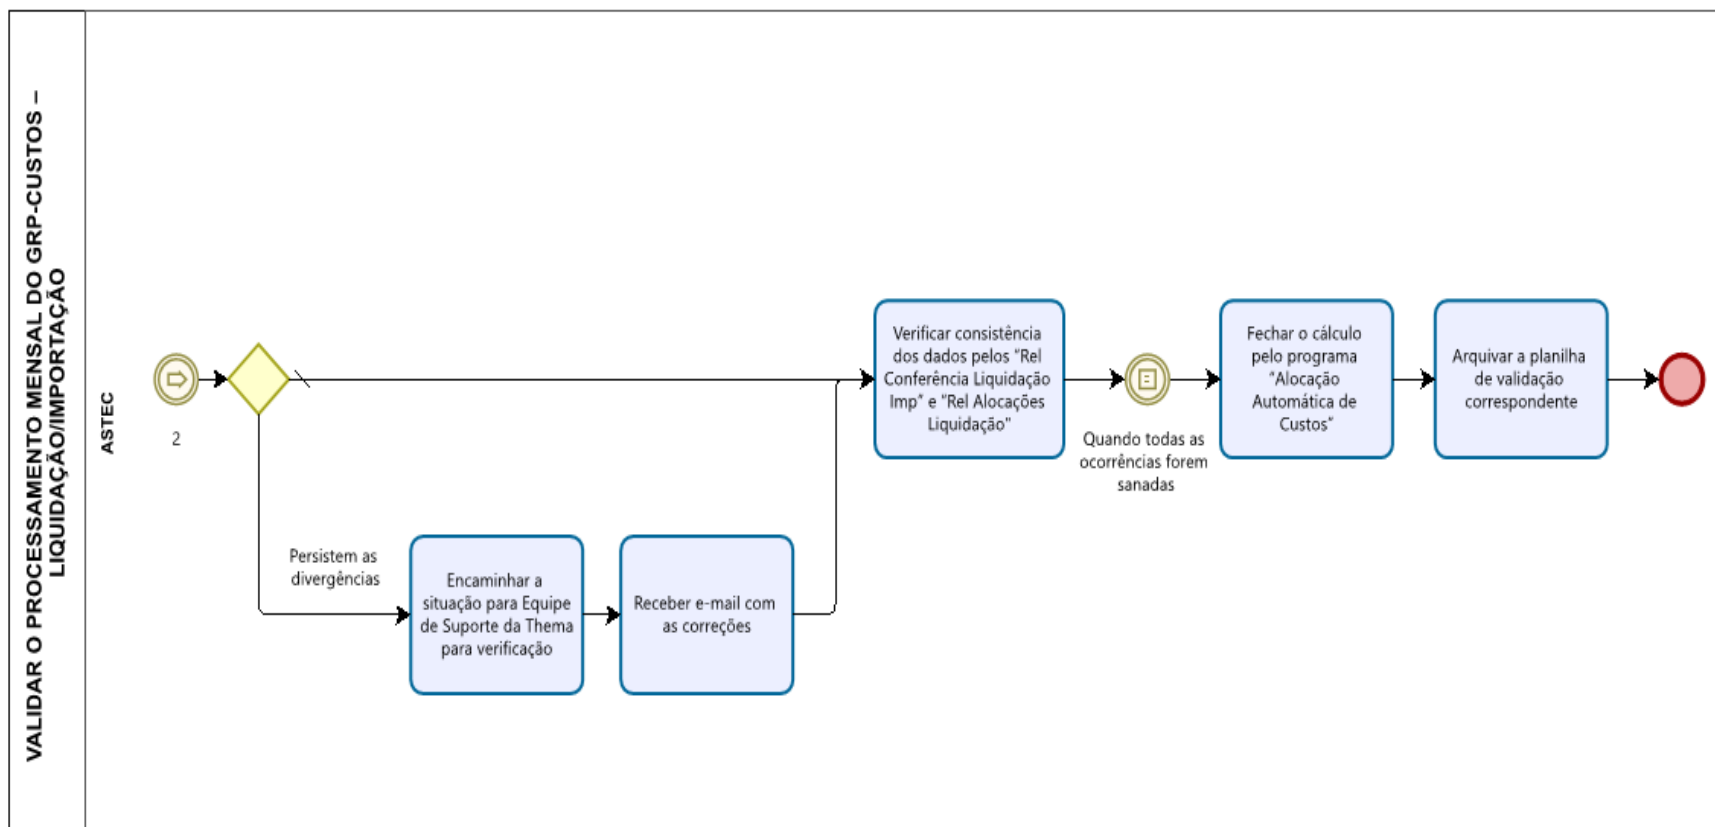 VALIDAR O PROCESSAMENTO MENSAL DO GRP-CUSTOS –
LIQUIDAÇÃO/IMPORTAÇÃO
ASTEC
2
Persistem as
divergências
Encaminhar a
situação para Equipe
de Suporte da Thema
para verificação
Receber e-mail com
as correções
Verificar consistência
dos dados pelos “Rel
Conferência Liquidação
Imp” e “Rel Alocações
Liquidação"
Quando todas as
ocorrências forem
sanadas
Fechar o cálculo
pelo programa
“Alocação
Automática de
Custos”
Arquivar a planilha
de validação
correspondente